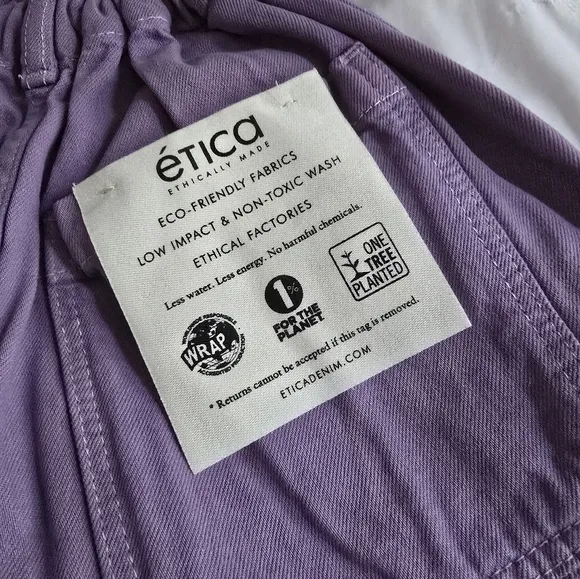 ética
ETHICALLY MADE
ECO-FRIENDLY FABRICS
LOW IMPACT & NON-TOXIC WASH
ETHICAL FACTORIES
Less water. Less energy. No harmful chemicals.
WRAP
1%
FOR THE
PLANET
ONE
TREE
PLANTED
* Returns cannot be accepted if this tag is removed.
ETICADENIM.COM